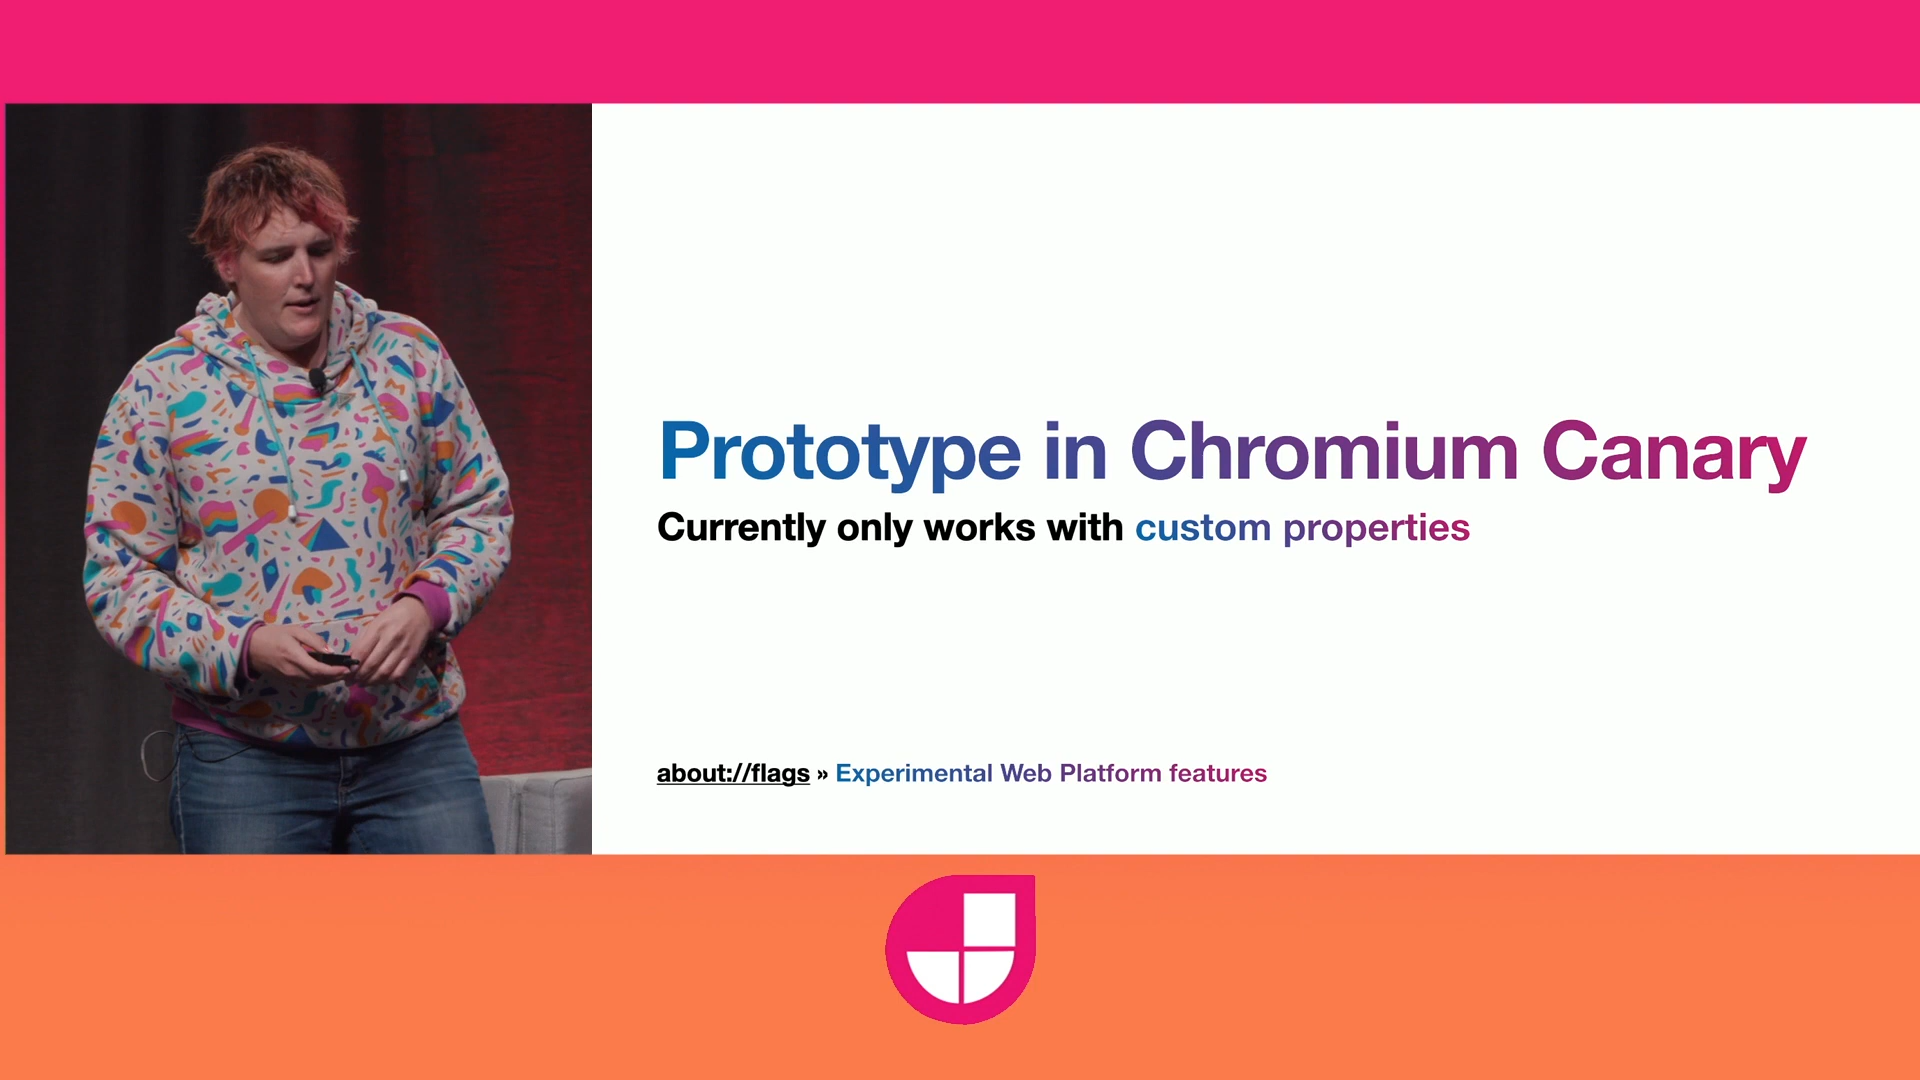 Prototype in Chromium Canary
Currently only works with custom properties
about://flags » Experimental Web Platform features